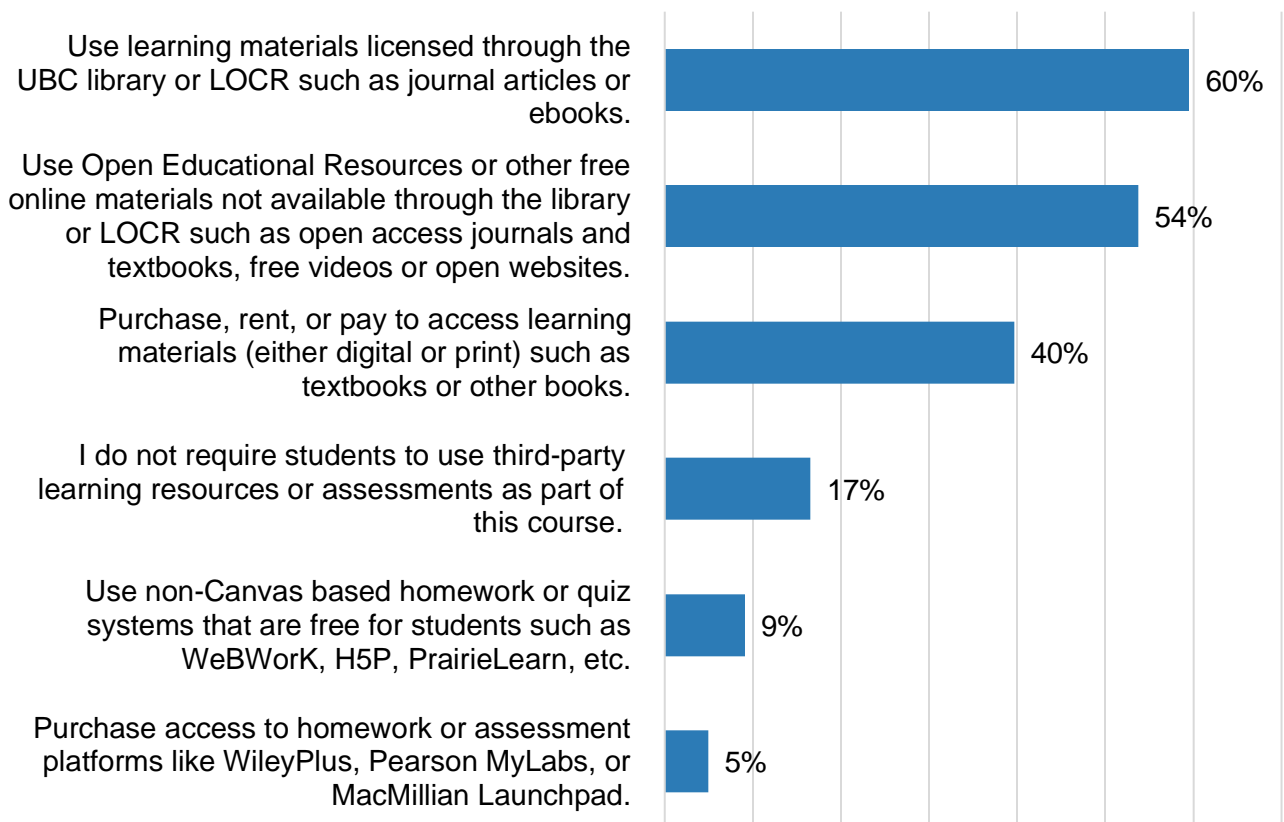 Use learning materials licensed through the
UBC library or LOCR such as journal articles or
ebooks.
60%
Use Open Educational Resources or other free
online materials not available through the library
or LOCR such as open access journals and
textbooks, free videos or open websites.
54%
Purchase, rent, or pay to access learning
materials (either digital or print) such as
textbooks or other books.
40%
I do not require students to use third-party
learning resources or assessments as part of
this course.
17%
Use non-Canvas based homework or quiz
systems that are free for students such as
WeBWorK, H5P, PrairieLearn, etc.
9%
Purchase access to homework or assessment
platforms like WileyPlus, Pearson MyLabs, or
MacMillian Launchpad.
5%